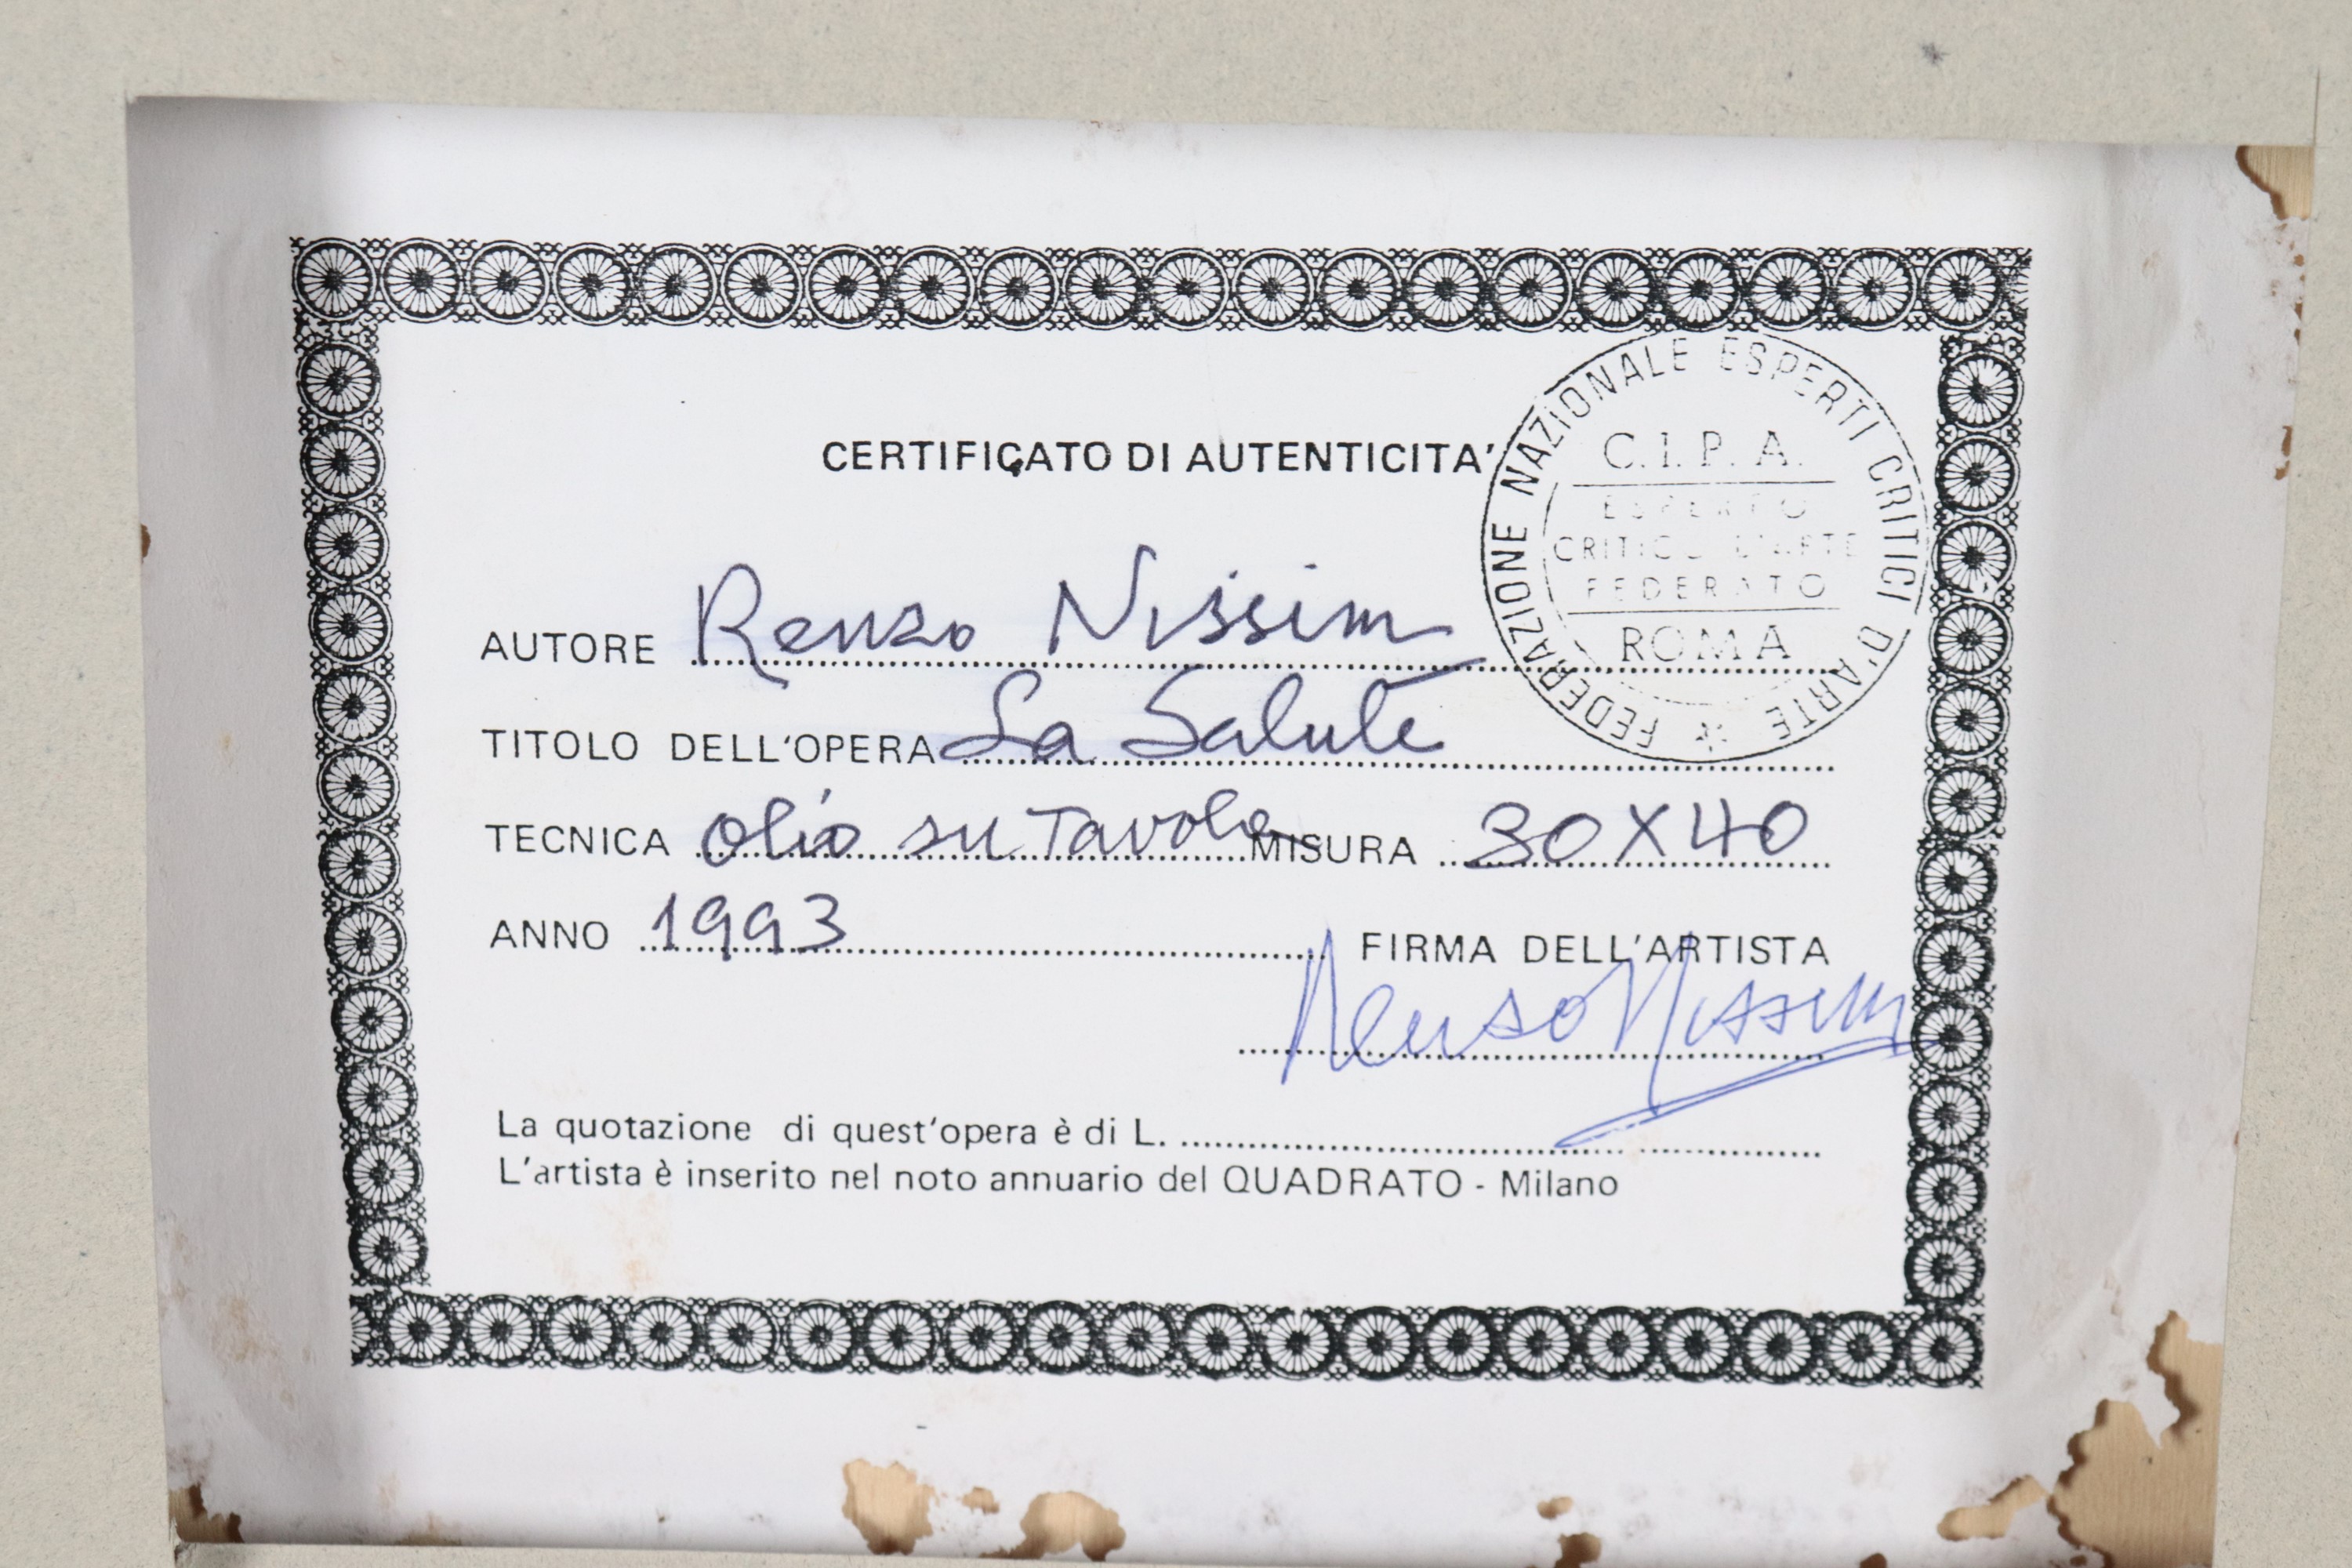 CERTIFICATO DI AUTENTICITA'
FEDERAZIONE NAZIONALE ESPERTI CRITICI D'ARTE
C.I.P.A.
ESPERTO
CRITICO D'ARTE
FEDERATO
ROMA
AUTORE Renzo Nissim
TITOLO DELL'OPERA La Salute
TECNICA olio su Tavola MISURA 30X40
ANNO 1993 FIRMA DELL'ARTISTA
Renzo Nissim
La quotazione di quest'opera è di L.
L'artista è inserito nel noto annuario del QUADRATO - Milano